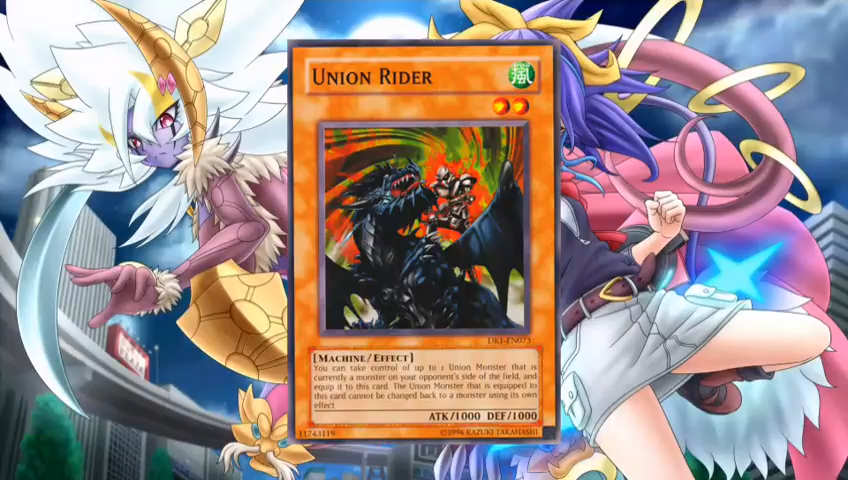 UNION RIDER
風
DR1-EN073
[MACHINE/EFFECT]
You can take control of up to 1 Union Monster that is
currently a monster on your opponent's side of the field, and
equip it to this card. The Union Monster that is equipped to
this card cannot be changed back to a monster using its own
effect
ATK/1000 DEF/1000
11743119
©1996 KAZUKI TAKAHASHI